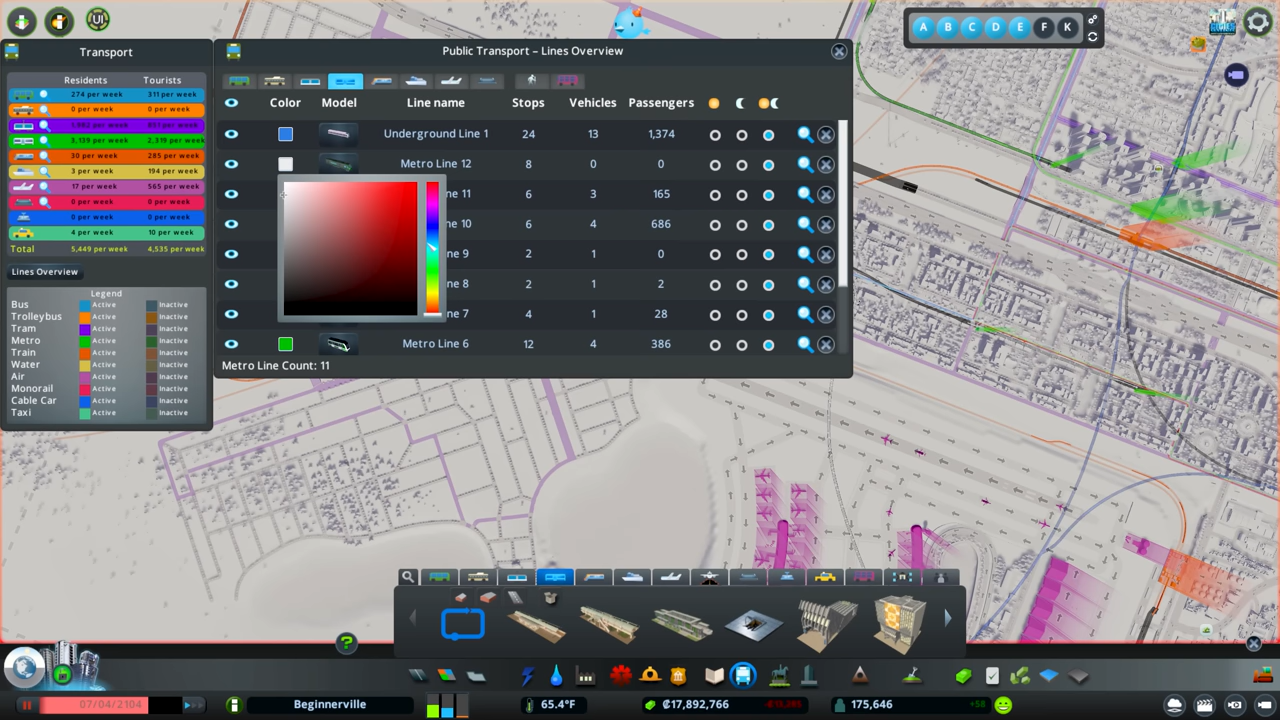 UI
Transport
Residents Tourists
274 per week 311 per week
0 per week 0 per week
3,139 per week 2,319 per week
30 per week 285 per week
3 per week 194 per week
17 per week 565 per week
0 per week 0 per week
0 per week 0 per week
4 per week 10 per week
Total 5,449 per week 4,535 per week
Lines Overview
Legend
Bus Active Inactive
Trolleybus Active Inactive
Tram Active Inactive
Metro Active Inactive
Train Active Inactive
Water Active Inactive
Air Active Inactive
Monorail Active Inactive
Cable Car Active Inactive
Taxi Active Inactive
Public Transport – Lines Overview
Color Model Line name Stops Vehicles Passengers
Underground Line 1 24 13 1,374
Metro Line 12 8 0 0
ne 11 6 3 165
ne 10 6 4 686
ne 9 2 1 0
ne 8 2 1 2
ne 7 4 1 28
Metro Line 6 12 4 386
Metro Line Count: 11
A B C D E F K
?
07/04/2104
Beginnerville
65.4°F
₡17,892,766
175,646
+58